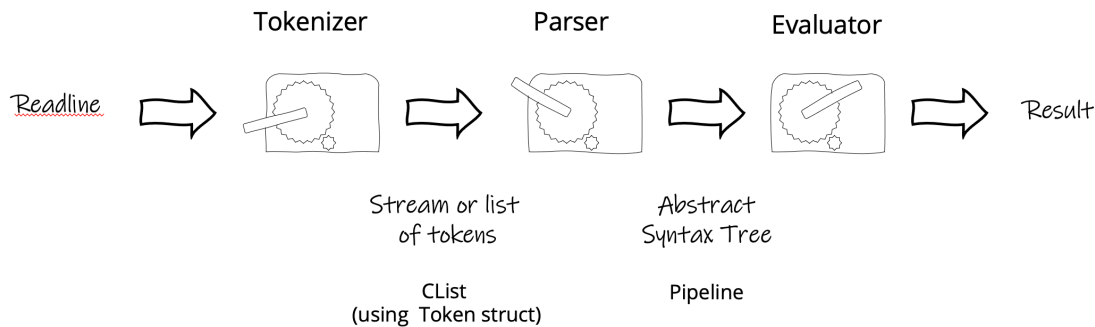 Tokenizer
Parser
Evaluator
Readline
Result
Stream or list
of tokens
Abstract
Syntax Tree
CList
(using Token struct)
Pipeline